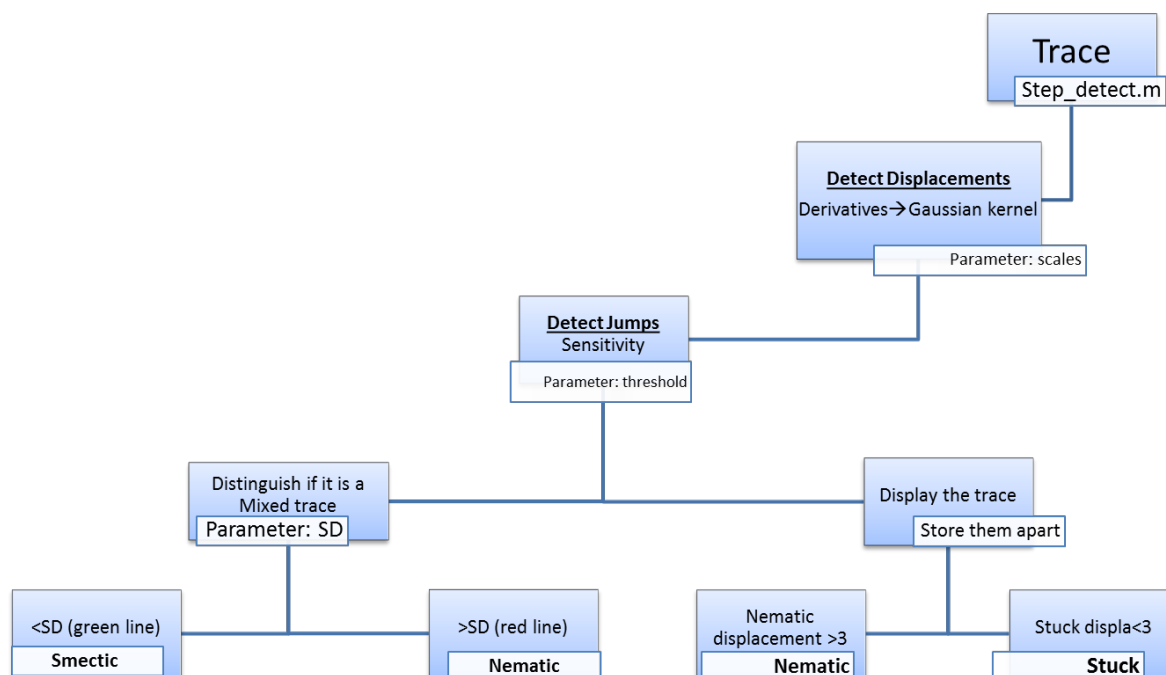 Trace
Step_detect.m
Detect Displacements
Derivatives→Gaussian kernel
Parameter: scales
Detect Jumps
Sensitivity
Parameter: threshold
Distinguish if it is a
Mixed trace
Parameter: SD
Display the trace
Store them apart
<SD (green line)
Smectic
>SD (red line)
Nematic
Nematic
displacement >3
Nematic
Stuck displa<3
Stuck